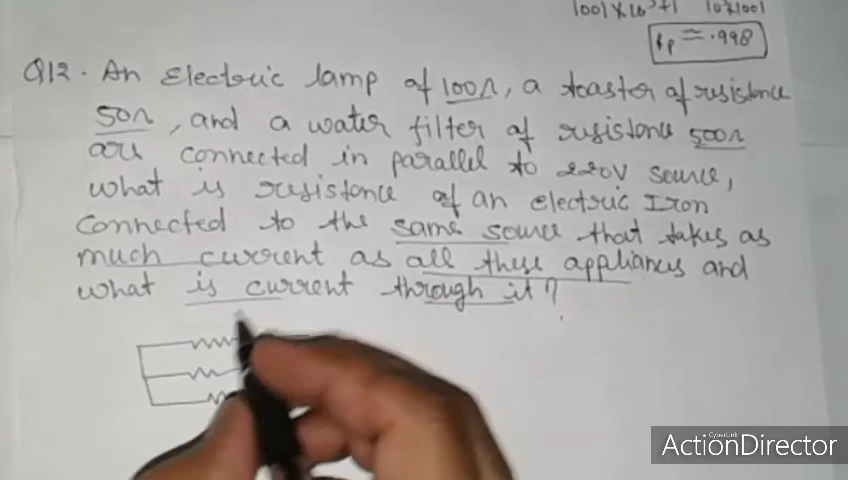 1001×10³+1 10×1001
Rp ≈ .998
Q12. An Electric lamp of 100Ω, a toaster of resistance
50Ω, and a water filter of resistance 500Ω
are connected in parallel to 220V source,
what is resistance of an electric Iron
connected to the same source that takes as
much current as all these appliances and
what is current through it?
CyberLink
ActionDirector